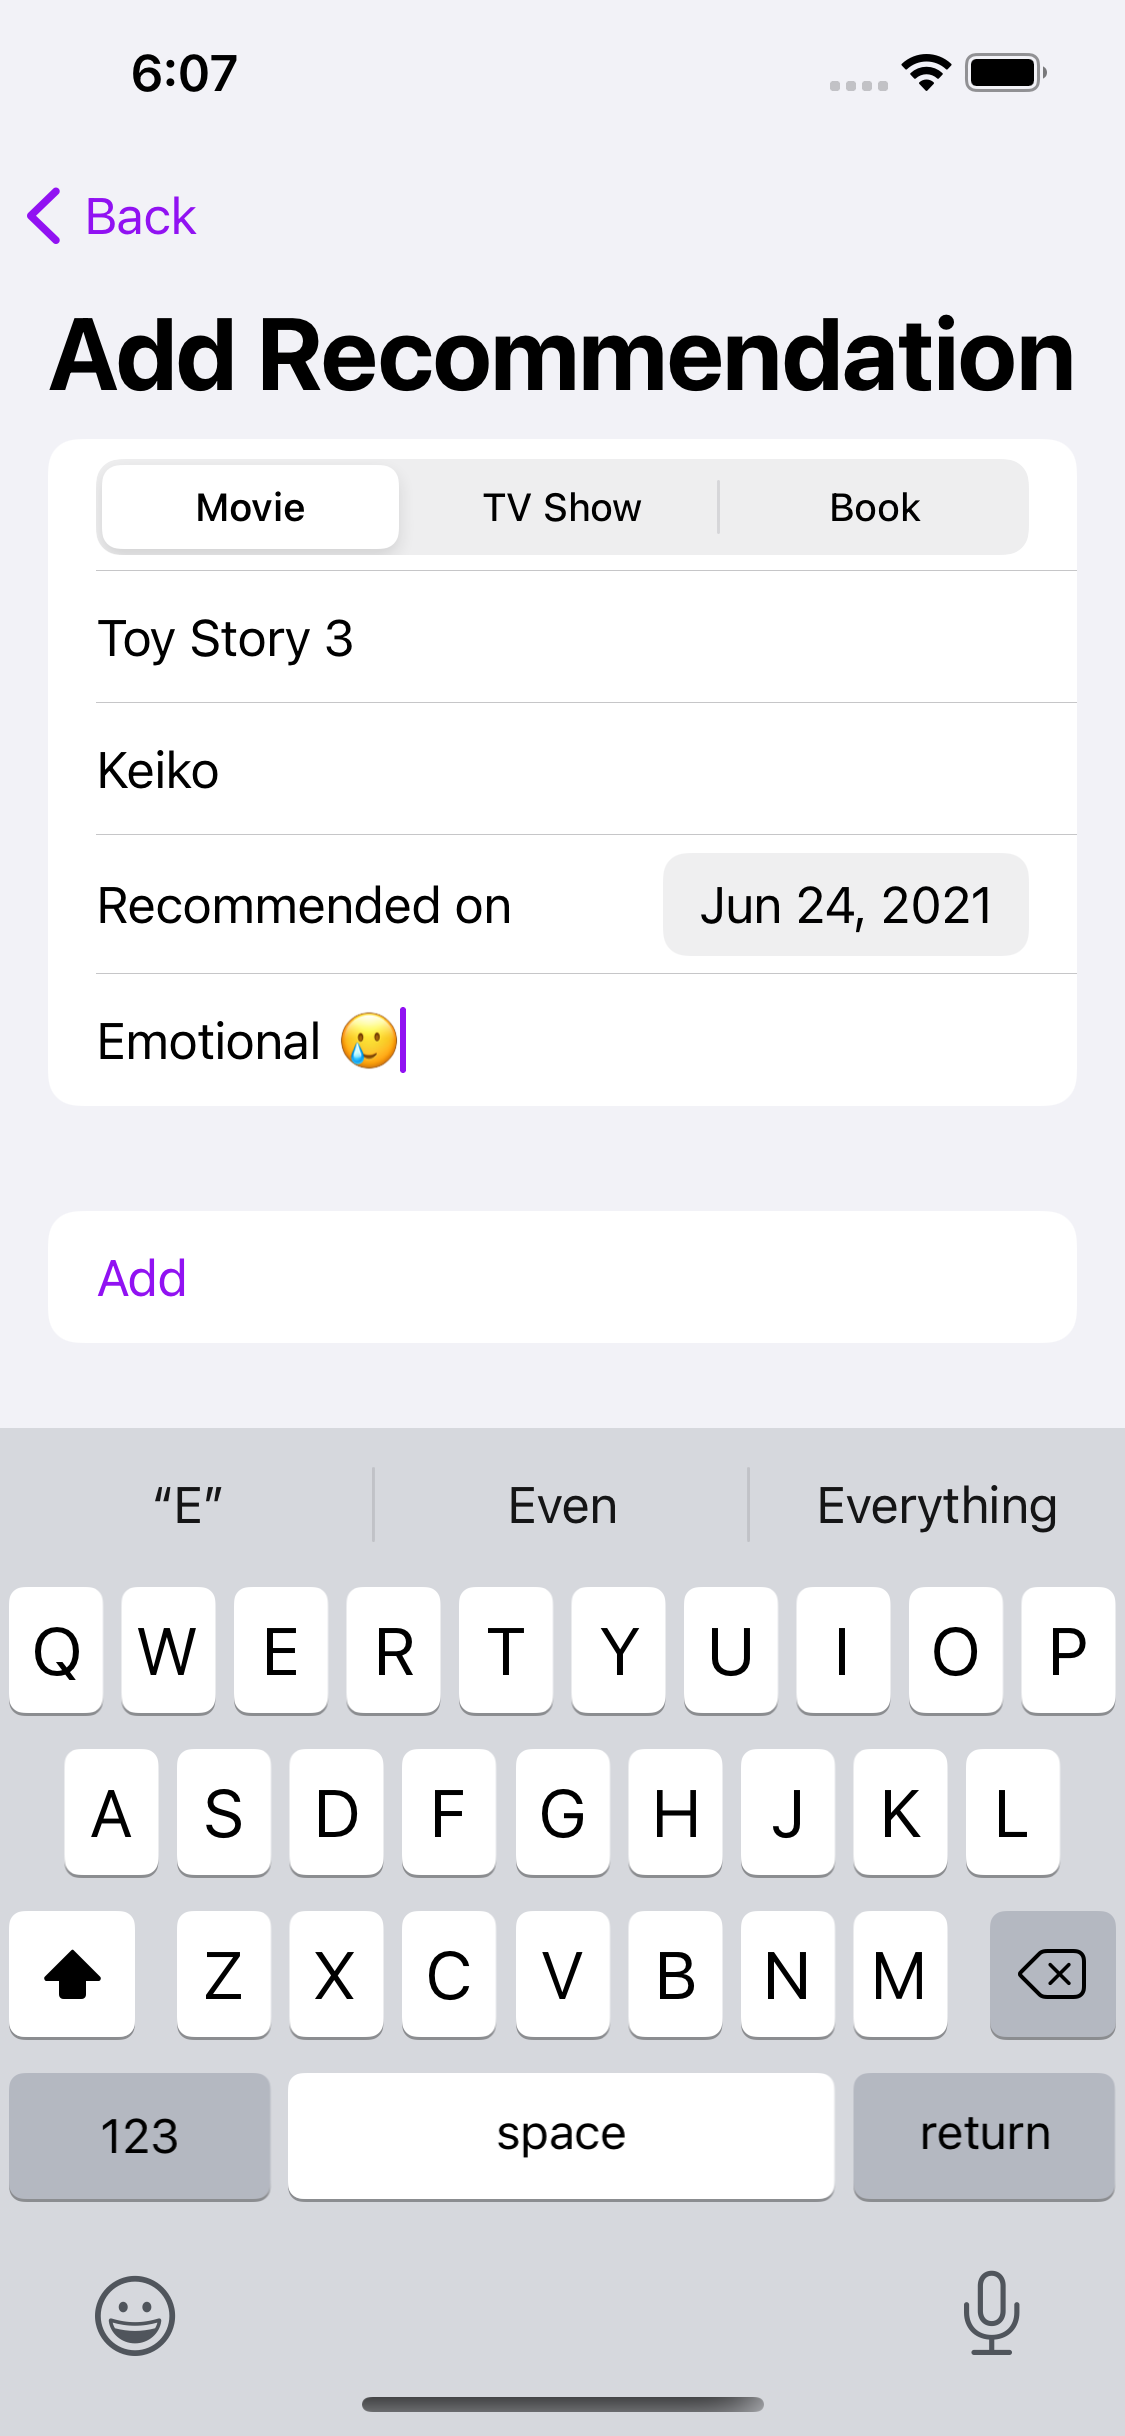 6:07
Back
Add Recommendation
Movie TV Show Book
Toy Story 3
Keiko
Recommended on Jun 24, 2021
Emotional 🥲
Add
“E” Even Everything
Q W E R T Y U I O P
A S D F G H J K L
Z X C V B N M
123 space return